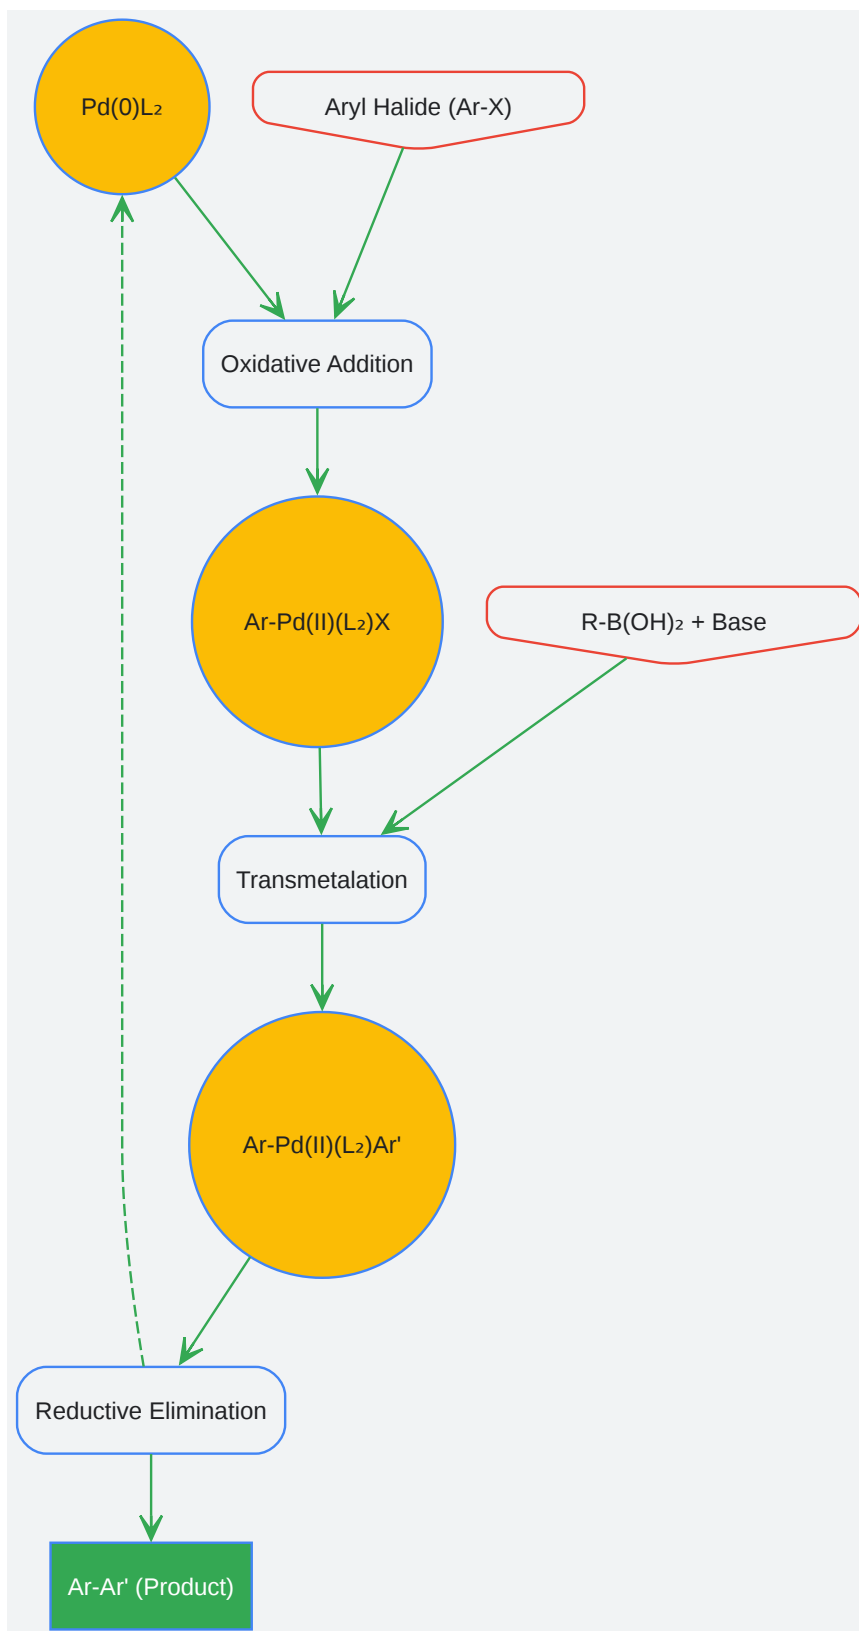 Pd(0)L₂
Aryl Halide (Ar-X)
Oxidative Addition
Ar-Pd(II)(L₂)X
R-B(OH)₂ + Base
Transmetalation
Ar-Pd(II)(L₂)Ar'
Reductive Elimination
Ar-Ar' (Product)